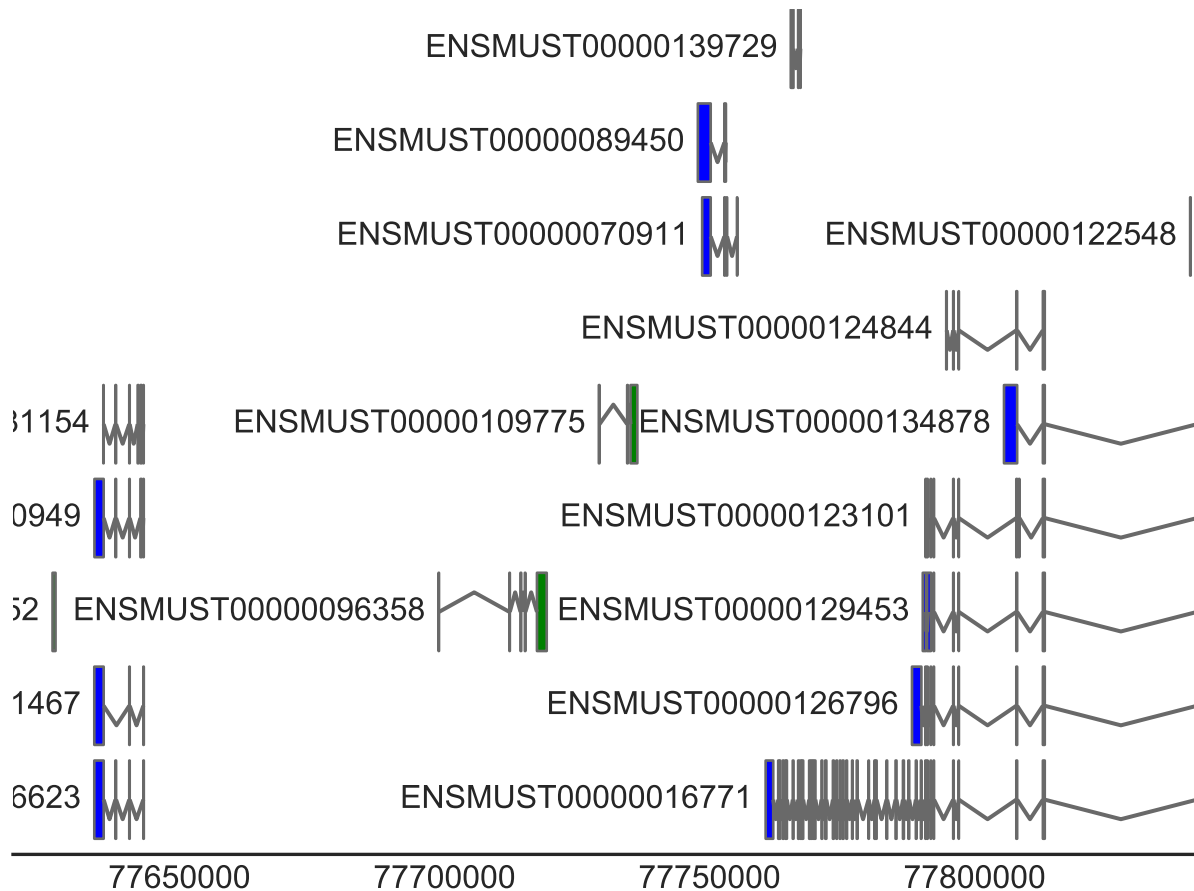 ENSMUST00000139729
ENSMUST00000089450
ENSMUST00000070911 ENSMUST00000122548
ENSMUST00000124844
31154 ENSMUST00000109775 ENSMUST00000134878
0949 ENSMUST00000123101
52 ENSMUST00000096358 ENSMUST00000129453
1467 ENSMUST00000126796
6623 ENSMUST00000016771
77650000 77700000 77750000 77800000